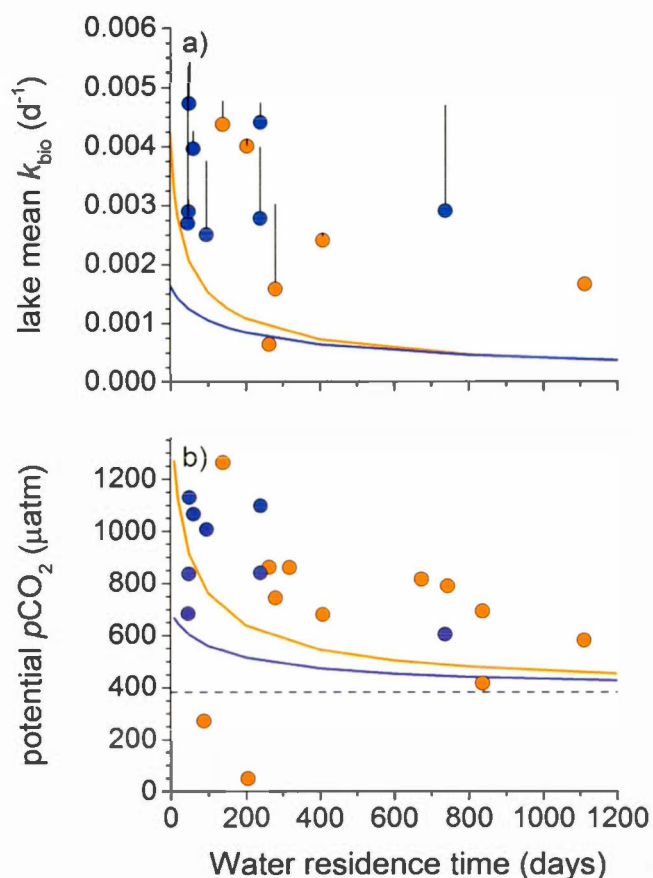 0.006
a)
0.005
0.004
0.003
0.002
0.001
0.000
lake mean kbio (d-1)
b)
1200
1000
800
600
400
200
0
potential pCO2 (µatm)
0 200 400 600 800 1000 1200
Water residence time (days)